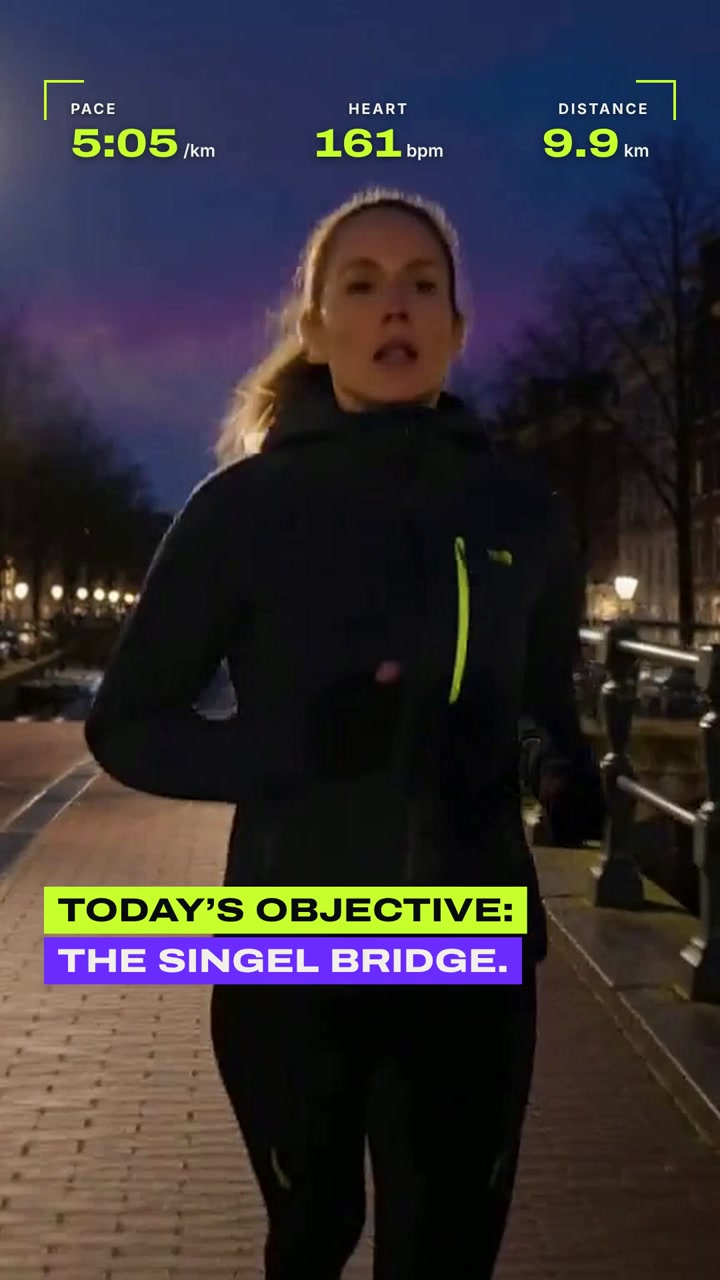 PACE HEART DISTANCE
5:05 /km 161 bpm 9.9 km
TODAY’S OBJECTIVE:
THE SINGEL BRIDGE.